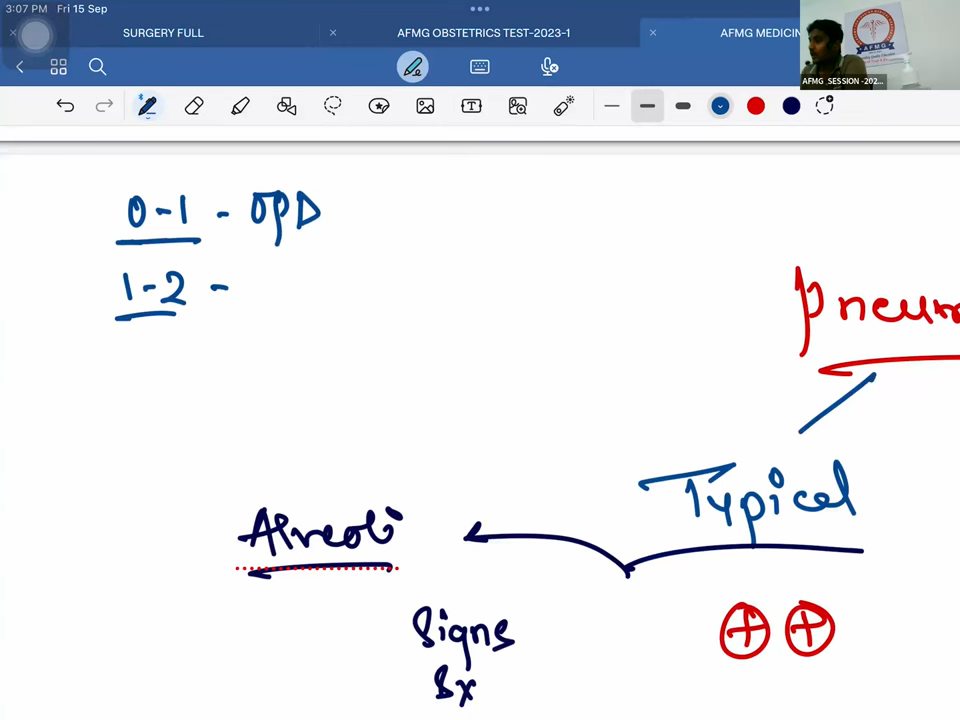 3:07 PM Fri 15 Sep
SURGERY FULL
AFMG OBSTETRICS TEST-2023-1
AFMG MEDICIN
AFMG
AFMG SESSION -202...
0-1 - OPD
1-2 -
Pneum
Typical
Alveoli
Signs
Sx